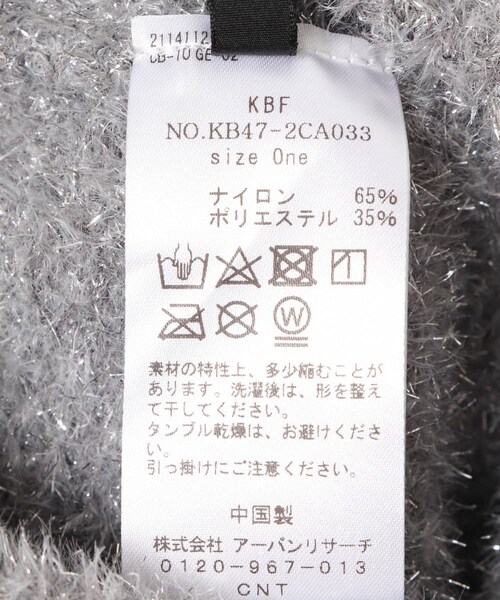 2114112
CB-10 GE-02
KBF
NO.KB47-2CA033
size One
ナイロン 65%
ポリエステル 35%
W
素材の特性上、多少縮むことが
あります。洗濯後は、形を整え
て干してください。
タンブル乾燥は、お避けくださ
い。
引っ掛けにご注意ください。
中国製
株式会社 アーバンリサーチ
0120-967-013
CNT